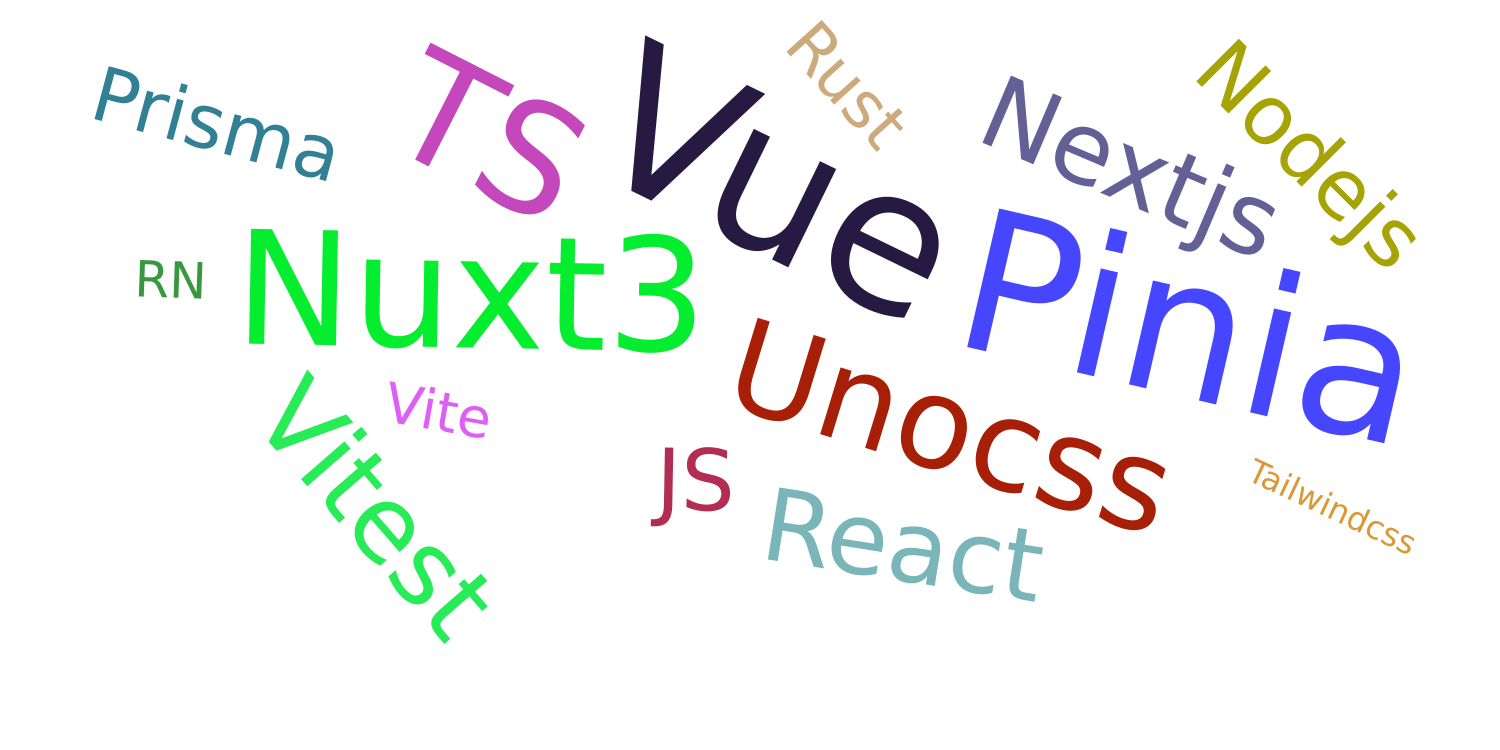 Prisma
TS
Vue
Rust
Nextjs
Nodejs
RN
Nuxt3
Pinia
Vitest
Vite
Unocss
JS
React
Tailwindcss